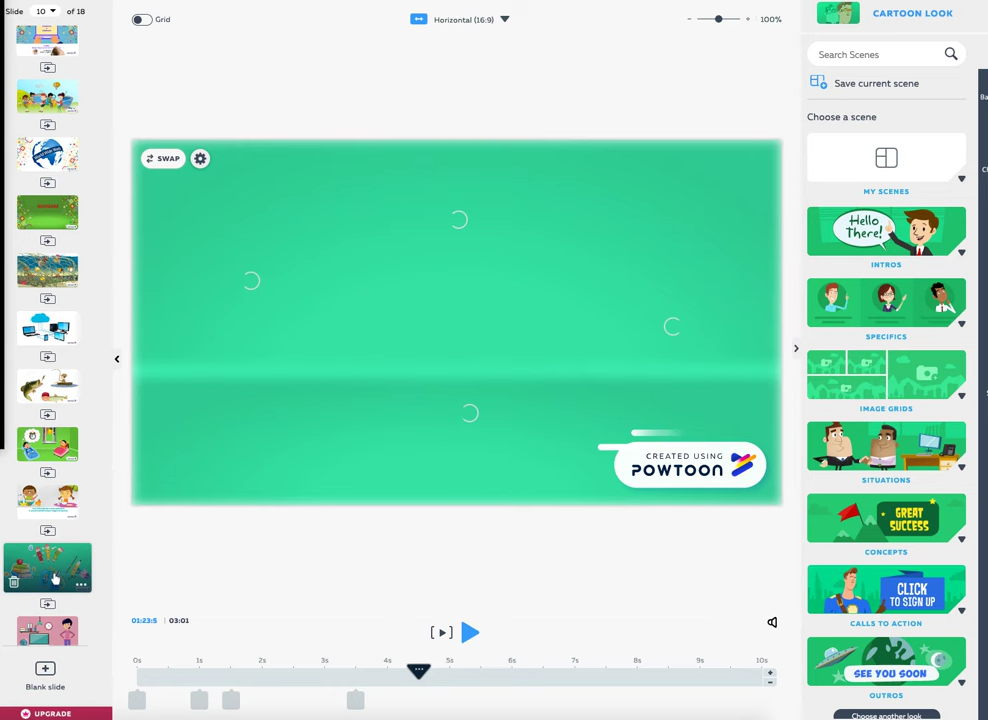 Slide 10 of 18
Grid
Horizontal (16:9)
- + 100%
CARTOON LOOK
Search Scenes
Save current scene
Choose a scene
MY SCENES
Hello
There!
INTROS
SPECIFICS
IMAGE GRIDS
SITUATIONS
GREAT
SUCCESS
CONCEPTS
CLICK
TO SIGN UP
CALLS TO ACTION
SEE YOU SOON
OUTROS
Choose another look
SWAP
CREATED USING
POWTOON
01:23:5 | 03:01
0s 1s 2s 3s 4s 5s 6s 7s 8s 9s 10s
Blank slide
UPGRADE